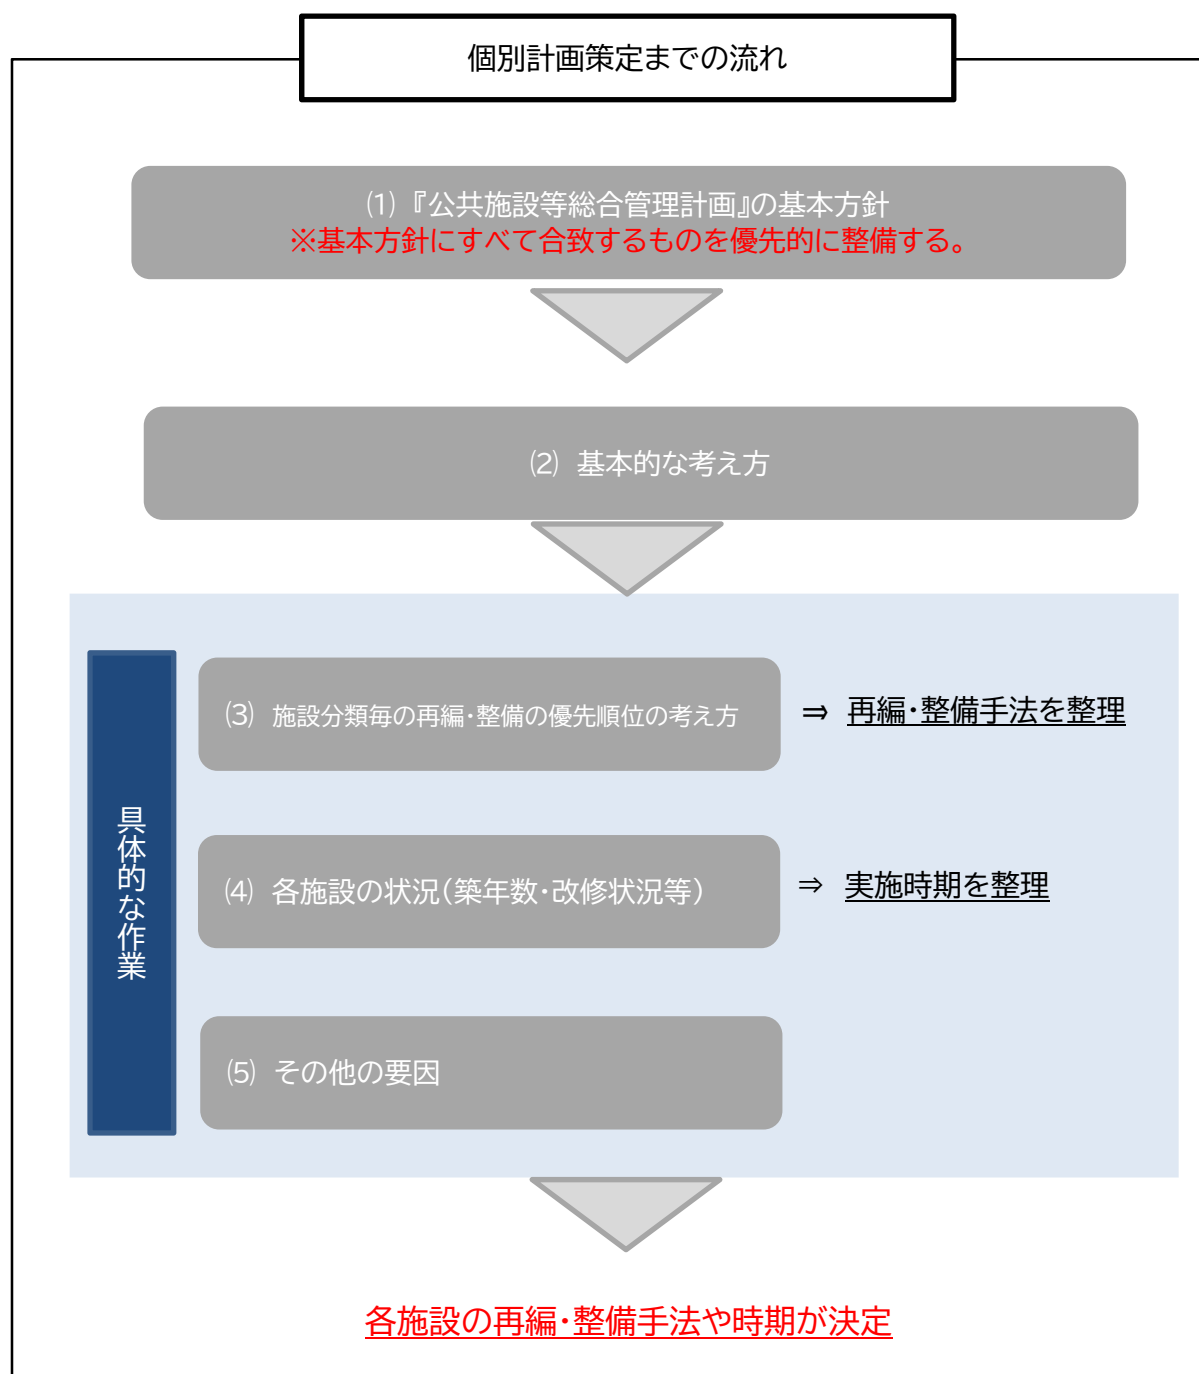 個別計画策定までの流れ
⑴『公共施設等総合管理計画』の基本方針
※基本方針にすべて合致するものを優先的に整備する。
⑵ 基本的な考え方
具体的な作業
⑶ 施設分類毎の再編・整備の優先順位の考え方
⇒ 再編・整備手法を整理
⑷ 各施設の状況（築年数・改修状況等）
⇒ 実施時期を整理
⑸ その他の要因
各施設の再編・整備手法や時期が決定